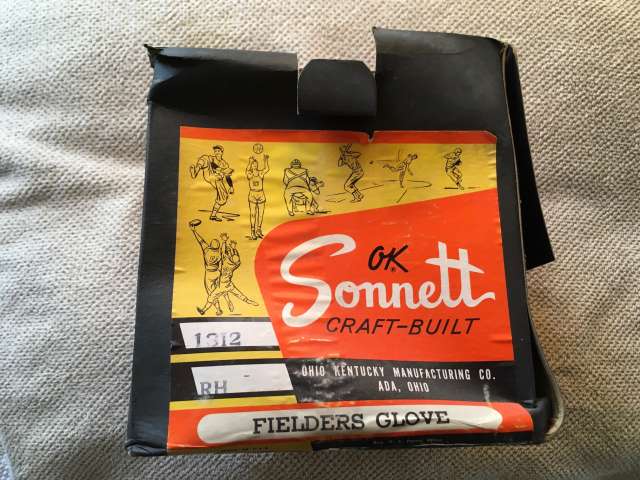 OK
Sonnett
CRAFT-BUILT
1312
OHIO KENTUCKY MANUFACTURING CO.
ADA, OHIO
RH -
FIELDERS GLOVE